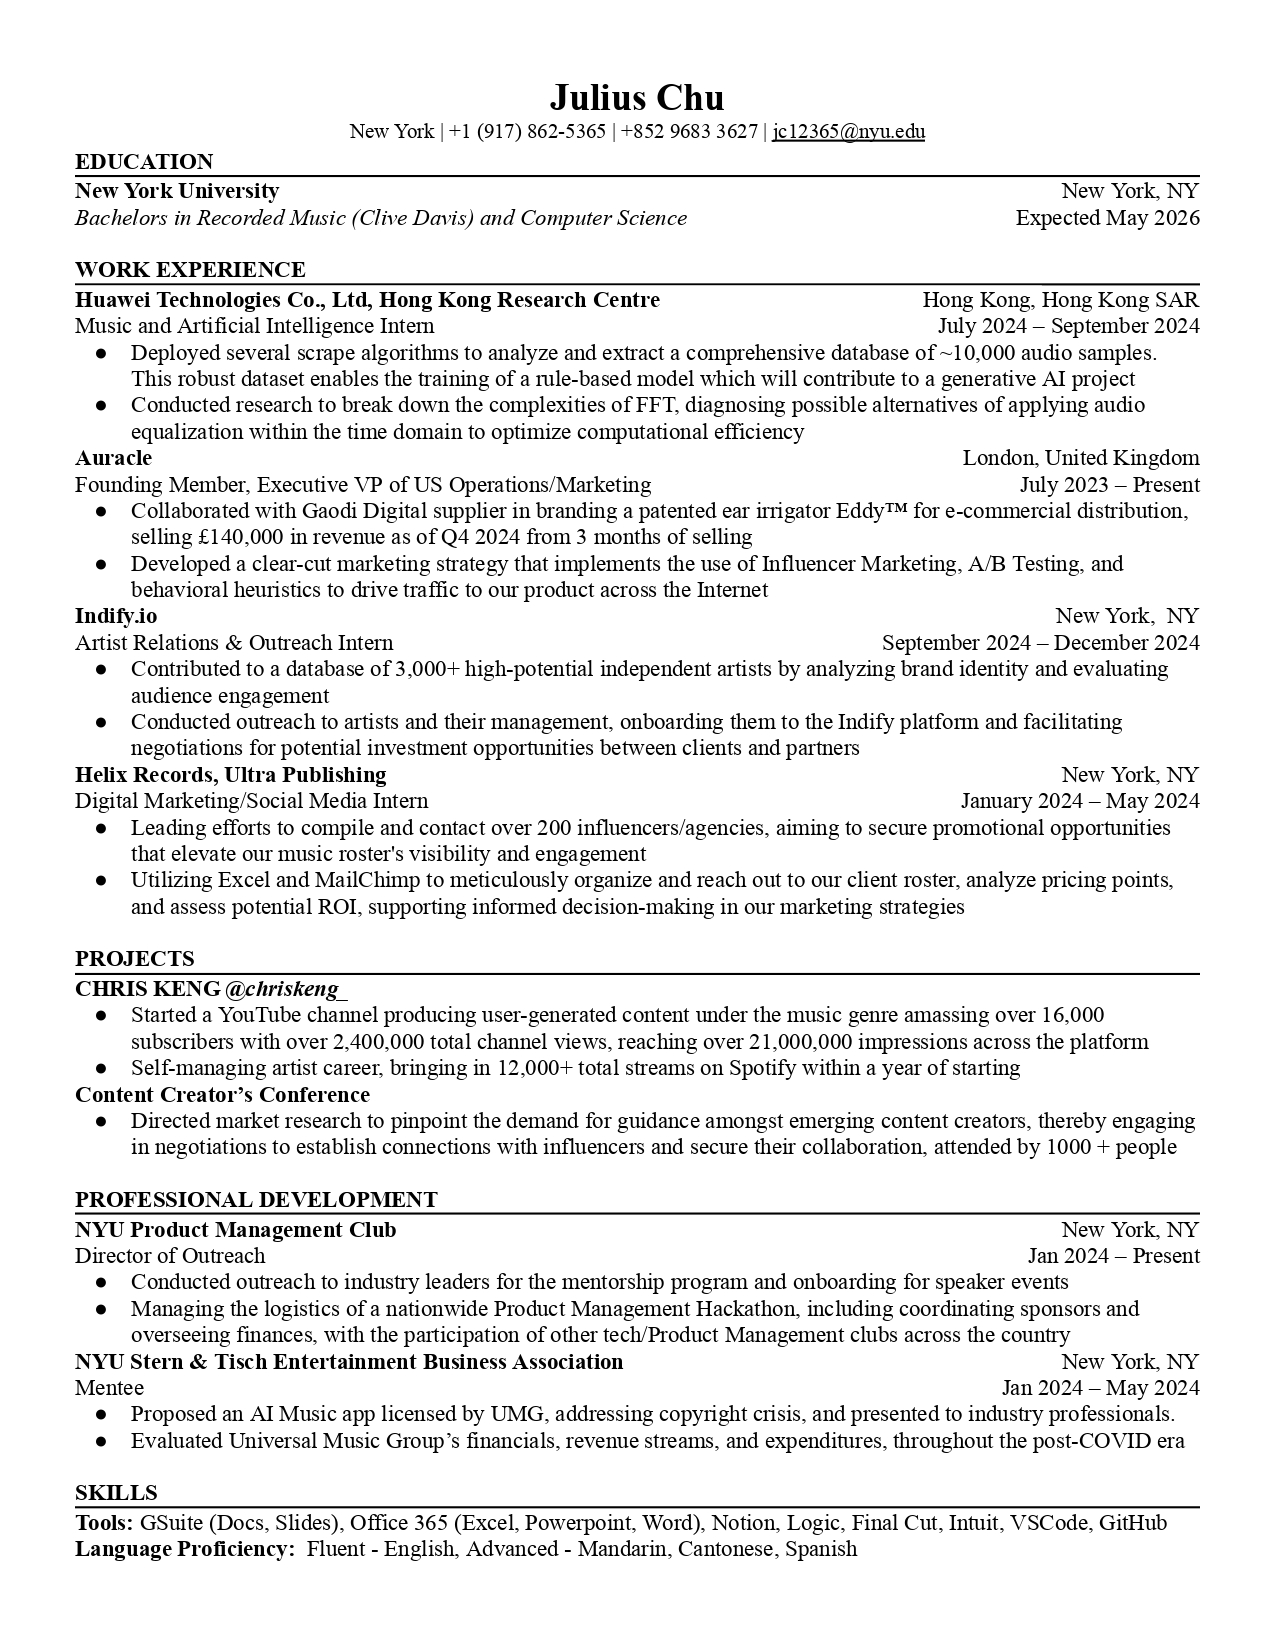 Julius Chu
New York | +1 (917) 862-5365 | +852 9683 3627 | jc12365@nyu.edu
EDUCATION
New York University New York, NY
Bachelors in Recorded Music (Clive Davis) and Computer Science Expected May 2026
WORK EXPERIENCE
Huawei Technologies Co., Ltd, Hong Kong Research Centre Hong Kong, Hong Kong SAR
Music and Artificial Intelligence Intern July 2024 – September 2024
● Deployed several scrape algorithms to analyze and extract a comprehensive database of ~10,000 audio samples.
This robust dataset enables the training of a rule-based model which will contribute to a generative AI project
● Conducted research to break down the complexities of FFT, diagnosing possible alternatives of applying audio
equalization within the time domain to optimize computational efficiency
Auracle London, United Kingdom
Founding Member, Executive VP of US Operations/Marketing July 2023 – Present
● Collaborated with Gaodi Digital supplier in branding a patented ear irrigator Eddy™ for e-commercial distribution,
selling £140,000 in revenue as of Q4 2024 from 3 months of selling
● Developed a clear-cut marketing strategy that implements the use of Influencer Marketing, A/B Testing, and
behavioral heuristics to drive traffic to our product across the Internet
Indify.io New York,  NY
Artist Relations & Outreach Intern September 2024 – December 2024
● Contributed to a database of 3,000+ high-potential independent artists by analyzing brand identity and evaluating
audience engagement
● Conducted outreach to artists and their management, onboarding them to the Indify platform and facilitating
negotiations for potential investment opportunities between clients and partners
Helix Records, Ultra Publishing New York, NY
Digital Marketing/Social Media Intern January 2024 – May 2024
● Leading efforts to compile and contact over 200 influencers/agencies, aiming to secure promotional opportunities
that elevate our music roster's visibility and engagement
● Utilizing Excel and MailChimp to meticulously organize and reach out to our client roster, analyze pricing points,
and assess potential ROI, supporting informed decision-making in our marketing strategies
PROJECTS
CHRIS KENG @chriskeng_
● Started a YouTube channel producing user-generated content under the music genre amassing over 16,000
subscribers with over 2,400,000 total channel views, reaching over 21,000,000 impressions across the platform
● Self-managing artist career, bringing in 12,000+ total streams on Spotify within a year of starting
Content Creator’s Conference
● Directed market research to pinpoint the demand for guidance amongst emerging content creators, thereby engaging
in negotiations to establish connections with influencers and secure their collaboration, attended by 1000 + people
PROFESSIONAL DEVELOPMENT
NYU Product Management Club New York, NY
Director of Outreach Jan 2024 – Present
● Conducted outreach to industry leaders for the mentorship program and onboarding for speaker events
● Managing the logistics of a nationwide Product Management Hackathon, including coordinating sponsors and
overseeing finances, with the participation of other tech/Product Management clubs across the country
NYU Stern & Tisch Entertainment Business Association New York, NY
Mentee Jan 2024 – May 2024
● Proposed an AI Music app licensed by UMG, addressing copyright crisis, and presented to industry professionals.
● Evaluated Universal Music Group’s financials, revenue streams, and expenditures, throughout the post-COVID era
SKILLS
Tools: GSuite (Docs, Slides), Office 365 (Excel, Powerpoint, Word), Notion, Logic, Final Cut, Intuit, VSCode, GitHub
Language Proficiency:  Fluent - English, Advanced - Mandarin, Cantonese, Spanish